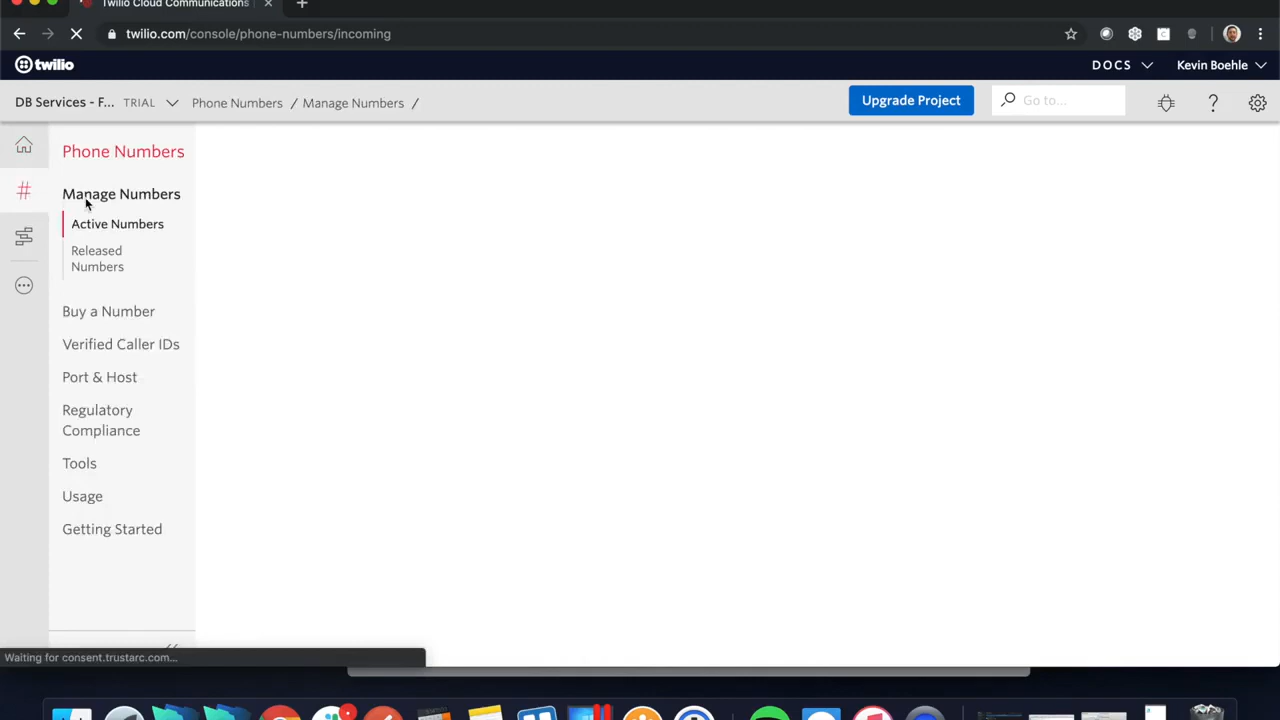 Twilio Cloud Communications
twilio.com/console/phone-numbers/incoming
twilio
DOCS
Kevin Boehle
DB Services - F... TRIAL
Phone Numbers / Manage Numbers /
Upgrade Project
Go to...
Phone Numbers
Manage Numbers
Active Numbers
Released
Numbers
Buy a Number
Verified Caller IDs
Port & Host
Regulatory
Compliance
Tools
Usage
Getting Started
Waiting for consent.trustarc.com...